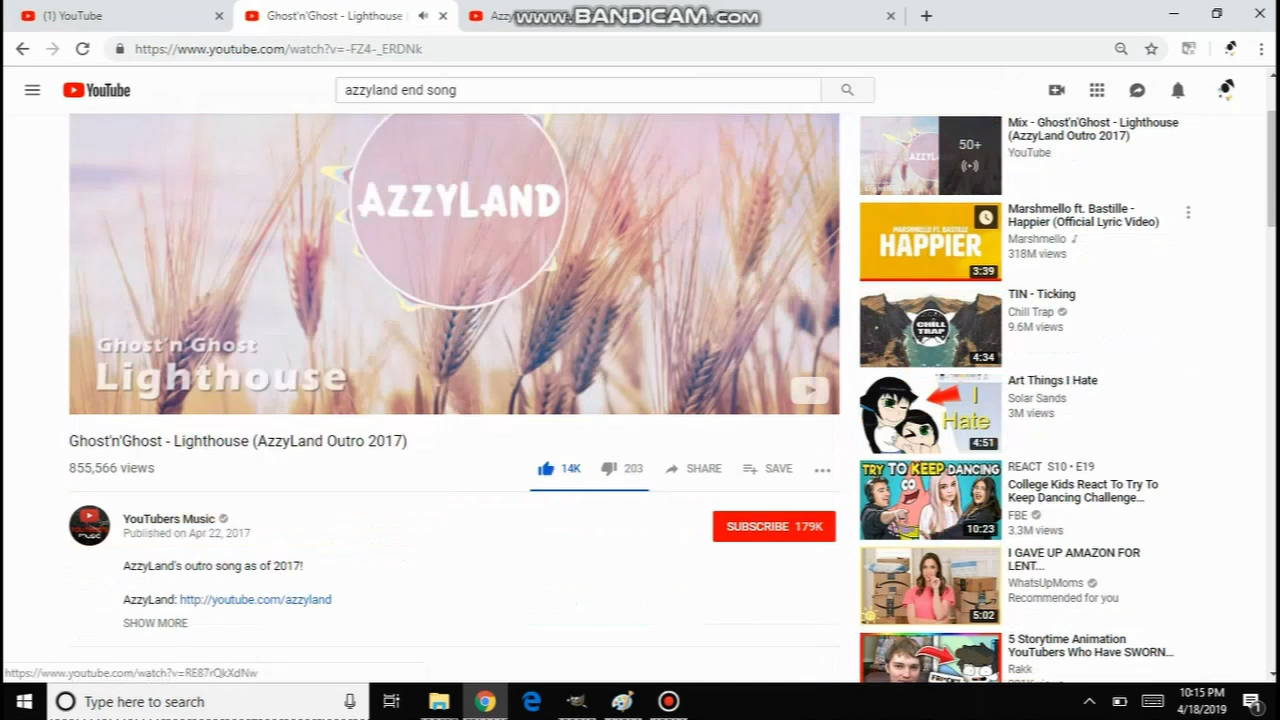 (1) YouTube
Ghost'n'Ghost - Lighthouse
Azzy
www.BANDICAM.com
https://www.youtube.com/watch?v=-FZ4-_ERDNk
YouTube
azzyland end song
AZZYLAND
Ghost'n'Ghost
Lighthouse
Ghost'n'Ghost - Lighthouse (AzzyLand Outro 2017)
855,566 views
14K
203
SHARE
SAVE
YouTubers Music
Published on Apr 22, 2017
SUBSCRIBE 179K
AzzyLand's outro song as of 2017!
AzzyLand: http://youtube.com/azzyland
SHOW MORE
50+
Mix - Ghost'n'Ghost - Lighthouse
(AzzyLand Outro 2017)
YouTube
MARSHMELLO FT. BASTILLE
HAPPIER
3:39
Marshmello ft. Bastille -
Happier (Official Lyric Video)
Marshmello
318M views
CHILL
TRAP
4:34
TIN - Ticking
Chill Trap
9.6M views
I
Hate
4:51
Art Things I Hate
Solar Sands
3M views
TRY TO KEEP DANCING
10:23
REACT S10 • E19
College Kids React To Try To
Keep Dancing Challenge...
FBE
3.3M views
5:02
I GAVE UP AMAZON FOR
LENT...
WhatsUpMoms
Recommended for you
5 Storytime Animation
YouTubers Who Have SWORN...
Rakk
https://www.youtube.com/watch?v=RE87rQkXdNw
Type here to search
10:15 PM
4/18/2019
1